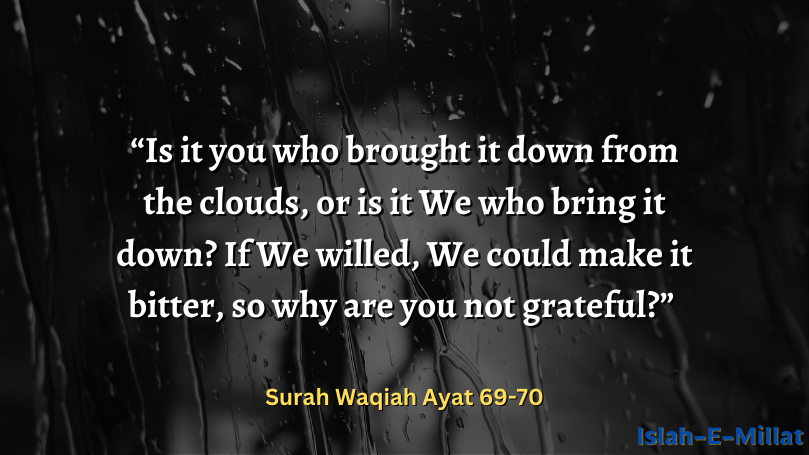 “Is it you who brought it down from
the clouds, or is it We who bring it
down? If We willed, We could make it
bitter, so why are you not grateful?”
Surah Waqiah Ayat 69-70
Islah-E-Millat